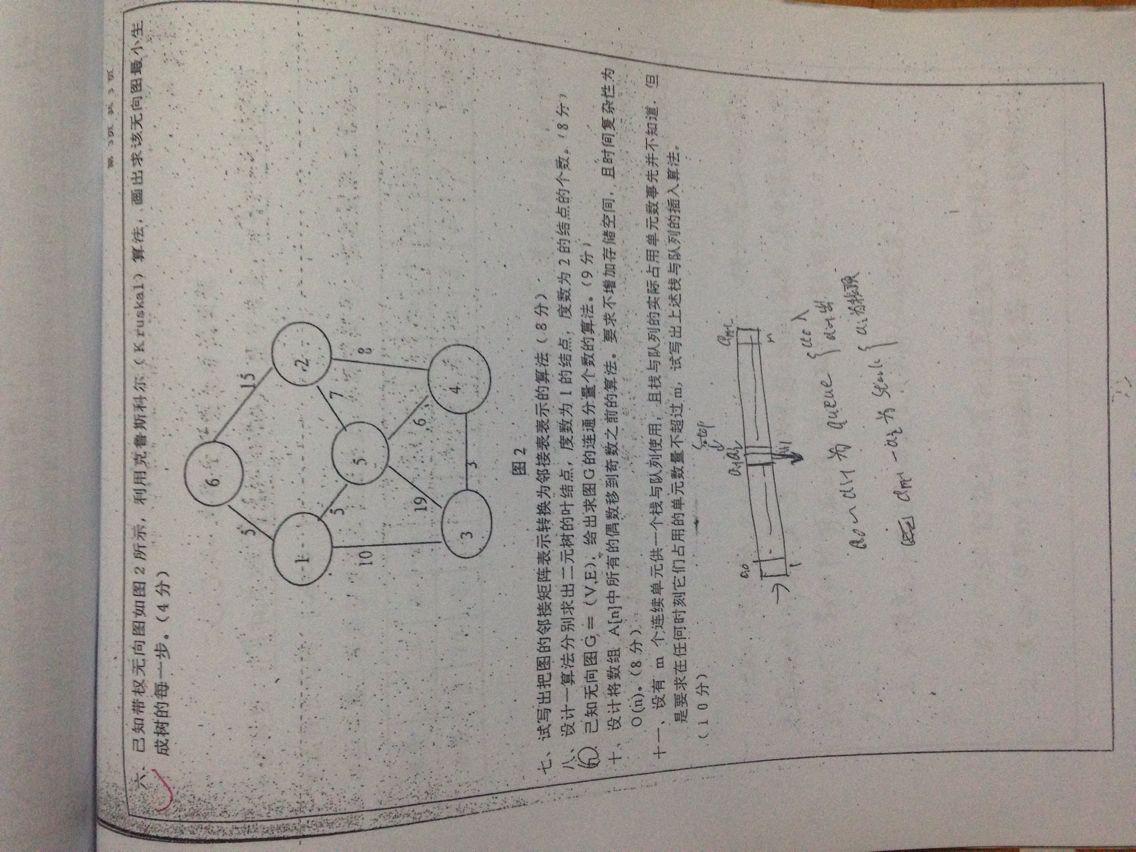 第 3 页 共 3 页
六、已知带权无向图如图2所示，利用克鲁斯科尔（Kruskal）算法，画出求该无向图最小生
成树的每一步。（4分）
6
5
15
1
2
5
7
8
5
10
19
6
4
3
3
图2
七、试写出把图的邻接矩阵表示转换为邻接表表示的算法（8分）
八、设计一算法分别求出二元树的叶结点，度数为1的结点，度数为2的结点的个数。（8分）
九 已知无向图G=（V,E），给出求图G的连通分量个数的算法。（9分）
十、设计将数组 A[n]中所有的偶数移到奇数之前的算法。要求不增加存储空间，且时间复杂性为
O(n)。（8分）
十一、设有 m 个连续单元供一个栈与队列使用，且栈与队列的实际占用单元数事先并不知道，但
是要求在任何时刻它们占用的单元数量不超过m，试写出上述栈与队列的插入算法。
（10分）
stop
a0
am-1
n
为 queue
a0 入
am-1
为 stack